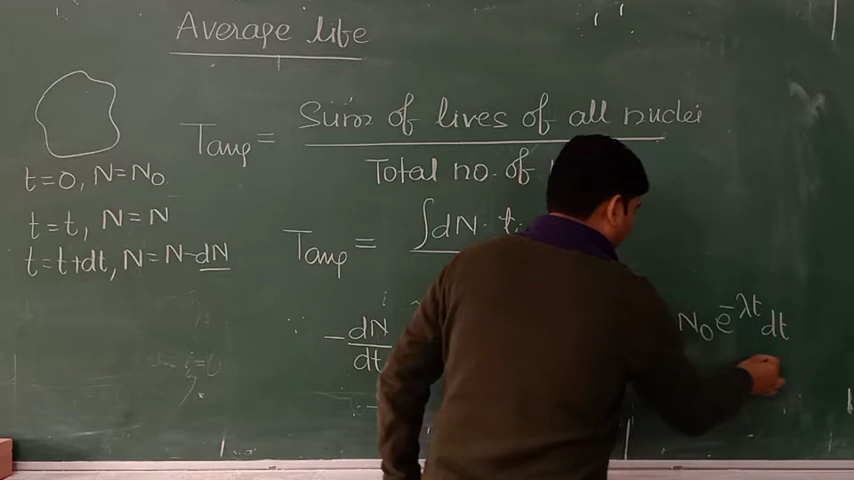 Average life
Tavg = Sum of lives of all nuclei
Total no. of
t=0, N=N₀
t=t, N=N
t=t+dt, N=N-dN
Tavg = ∫dN·t
-dN/dt
N₀e^-λt dt